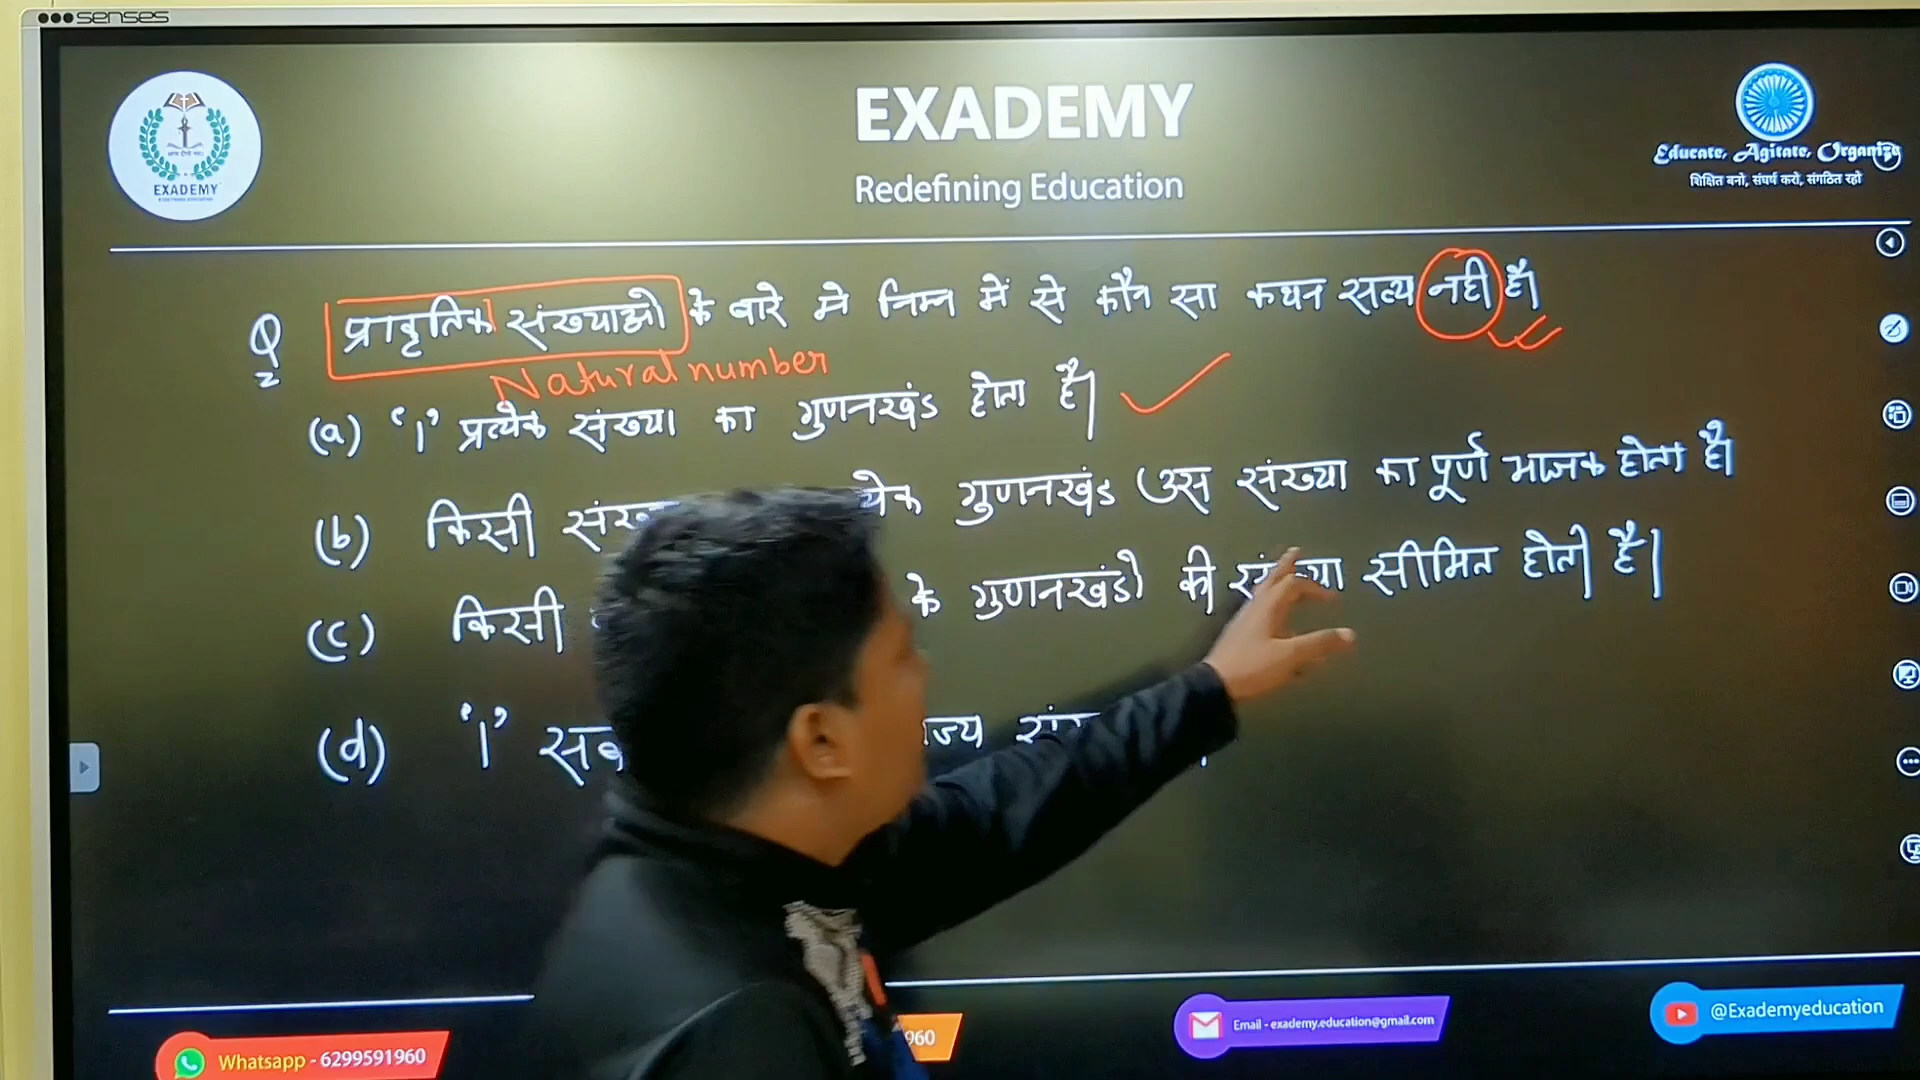 senses
EXADEMY
EXADEMY
Redefining Education
Educate, Agitate, Organize
शिक्षित बनो, संघर्ष करो, संगठित रहो
Q2 प्राकृतिक संख्याओ के बारे मे निम्न में से कौन सा कथन सत्य नही है।
Natural number
(a) '1' प्रत्येक संख्या का गुणनखंड होता है।
(b) किसी गुणनखंड उस संख्या का पूर्ण भाजक होता है।
(c) किसी के गुणनखंडो की संख्या सीमित होती है।
(d) '1'
Whatsapp - 6299591960
960
Email - exademy.education@gmail.com
@Exademyeducation